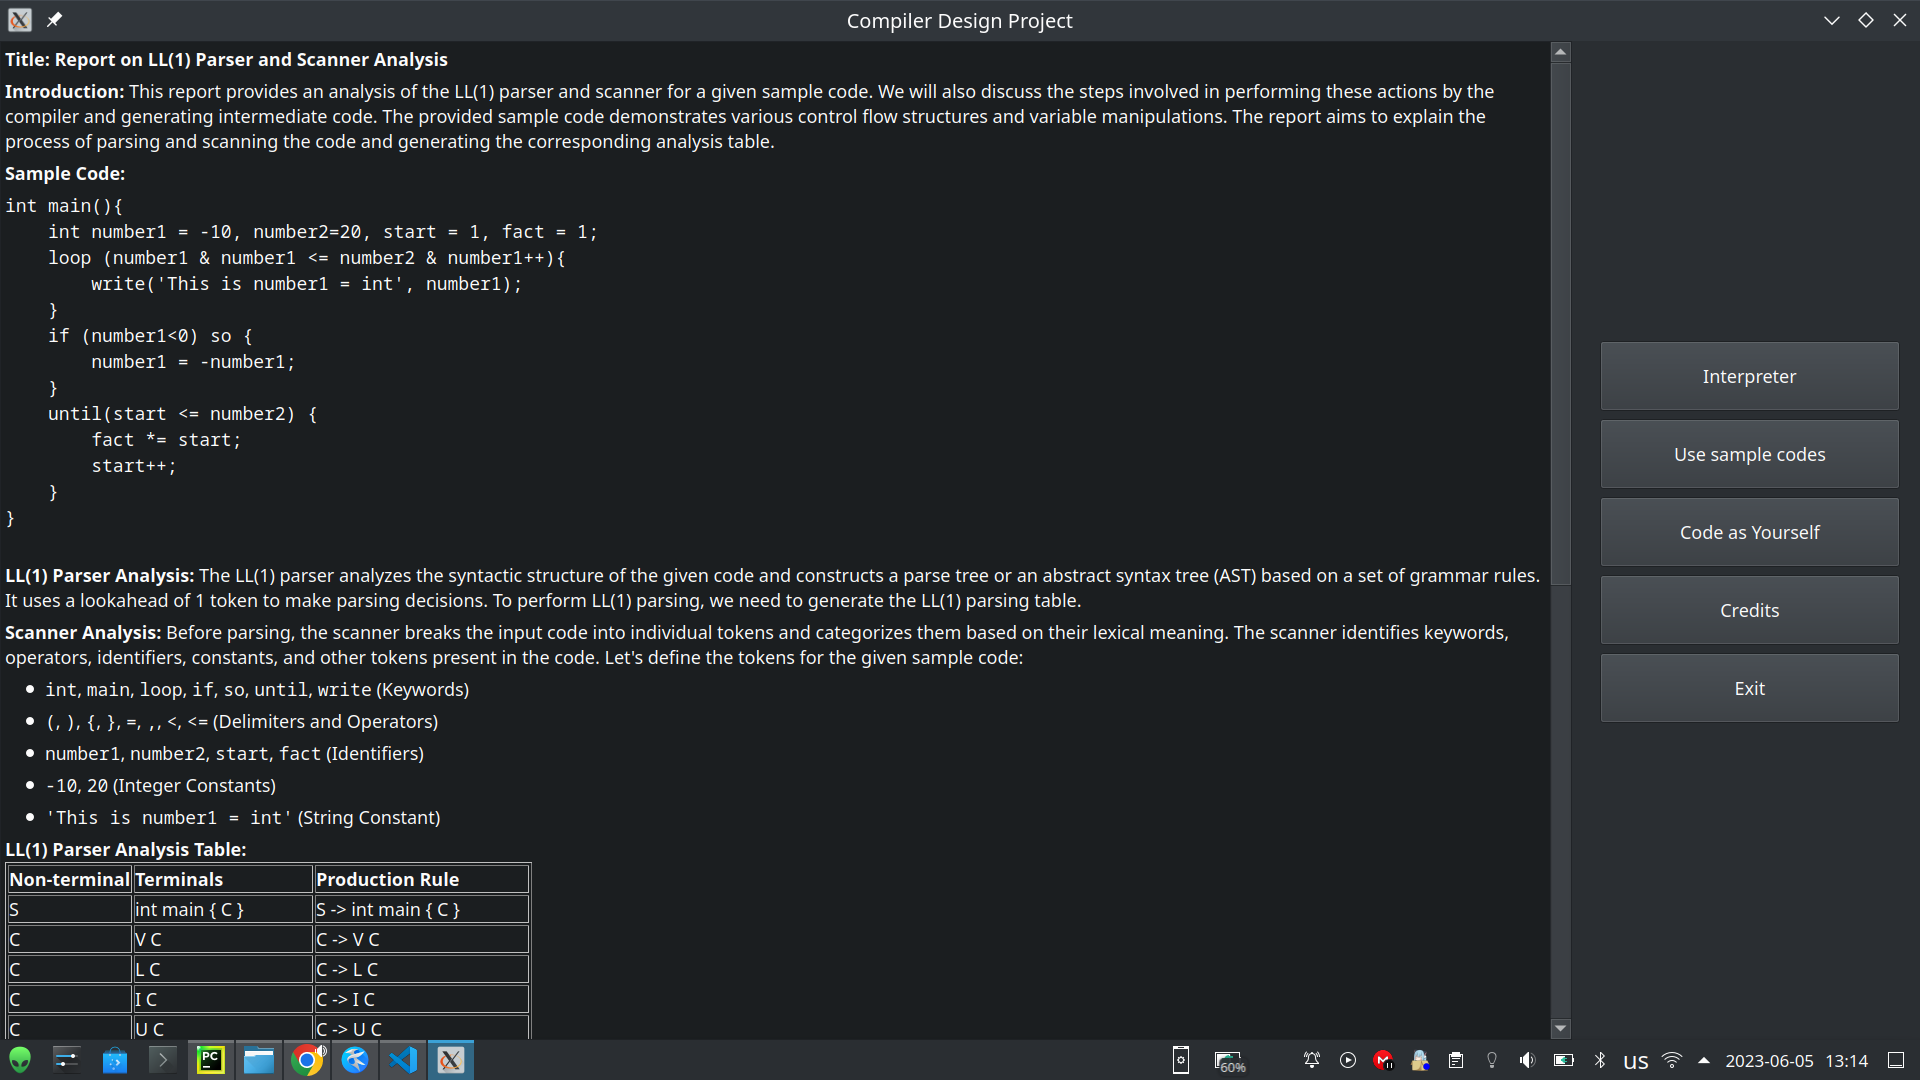 Compiler Design Project
Title: Report on LL(1) Parser and Scanner Analysis
Introduction: This report provides an analysis of the LL(1) parser and scanner for a given sample code. We will also discuss the steps involved in performing these actions by the
compiler and generating intermediate code. The provided sample code demonstrates various control flow structures and variable manipulations. The report aims to explain the
process of parsing and scanning the code and generating the corresponding analysis table.
Sample Code:
int main(){
    int number1 = -10, number2=20, start = 1, fact = 1;
    loop (number1 & number1 <= number2 & number1++){
        write('This is number1 = int', number1);
    }
    if (number1<0) so {
        number1 = -number1;
    }
    until(start <= number2) {
        fact *= start;
        start++;
    }
}
LL(1) Parser Analysis: The LL(1) parser analyzes the syntactic structure of the given code and constructs a parse tree or an abstract syntax tree (AST) based on a set of grammar rules.
It uses a lookahead of 1 token to make parsing decisions. To perform LL(1) parsing, we need to generate the LL(1) parsing table.
Scanner Analysis: Before parsing, the scanner breaks the input code into individual tokens and categorizes them based on their lexical meaning. The scanner identifies keywords,
operators, identifiers, constants, and other tokens present in the code. Let's define the tokens for the given sample code:
• int, main, loop, if, so, until, write (Keywords)
• (, ), {, }, =, ,, <, <= (Delimiters and Operators)
• number1, number2, start, fact (Identifiers)
• -10, 20 (Integer Constants)
• 'This is number1 = int' (String Constant)
LL(1) Parser Analysis Table:
Non-terminal Terminals Production Rule
S int main { C } S -> int main { C }
C V C C -> V C
C L C C -> L C
C I C C -> I C
C U C C -> U C
Interpreter
Use sample codes
Code as Yourself
Credits
Exit
PC
60%
us
2023-06-05 13:14